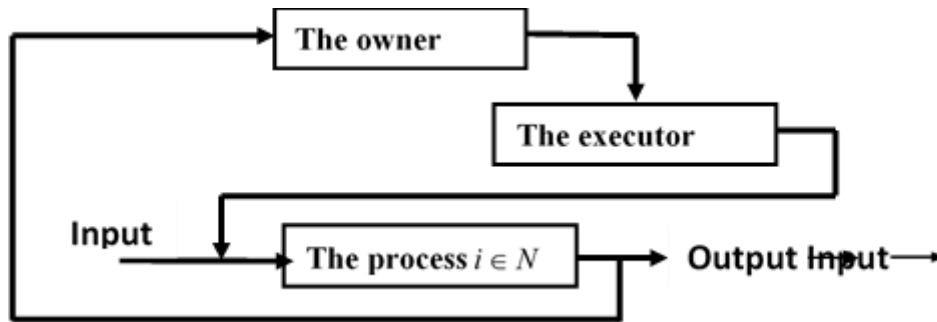 The owner
The executor
Input
The process i ∈ N
Output Input